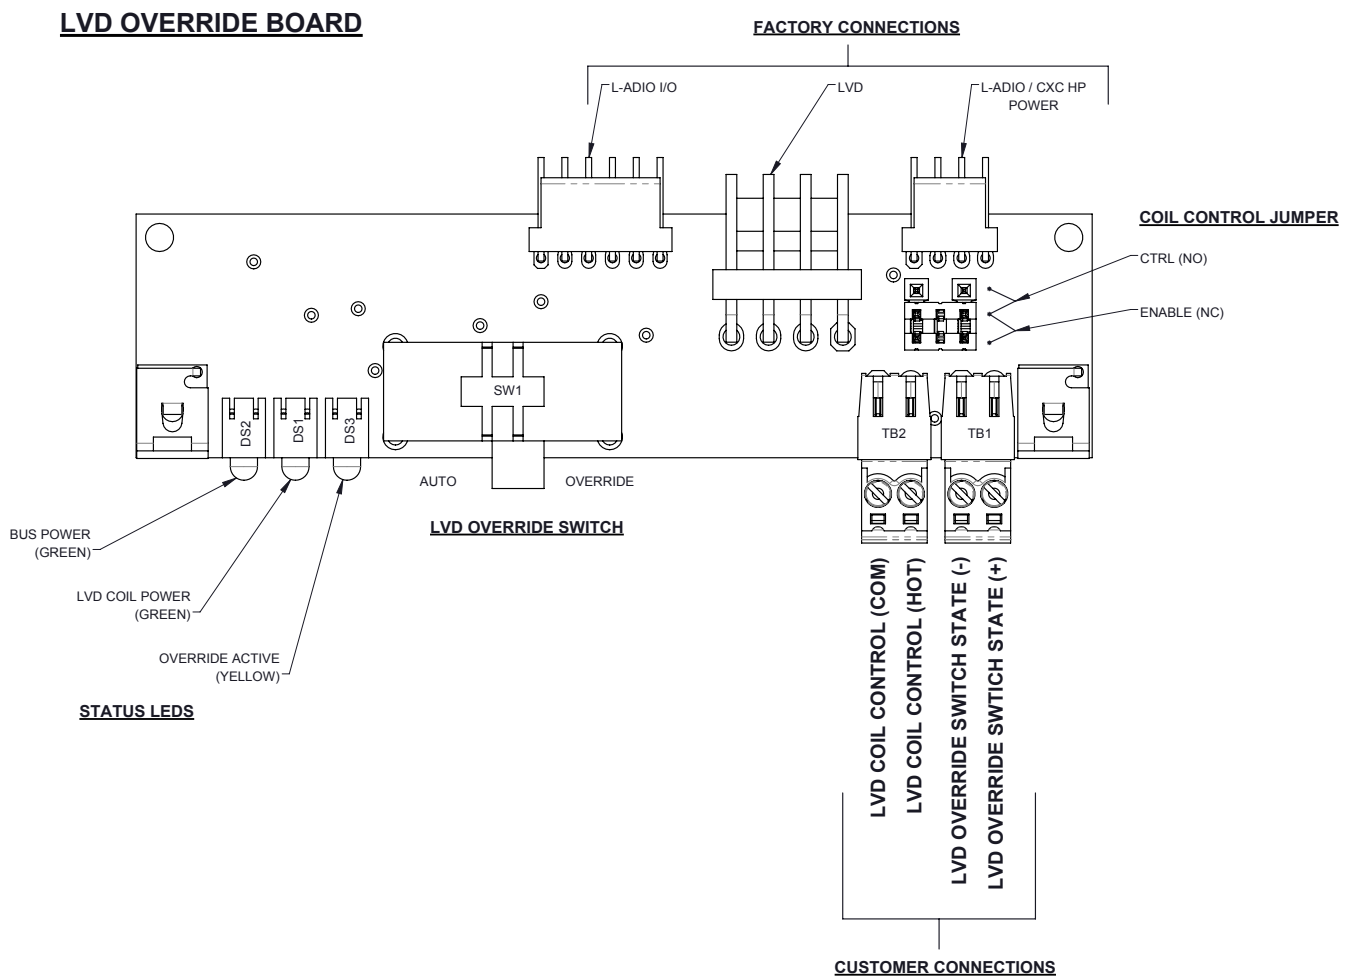 LVD OVERRIDE BOARD
FACTORY CONNECTIONS
L-ADIO I/O
LVD
L-ADIO / CXC HP
POWER
COIL CONTROL JUMPER
CTRL (NO)
ENABLE (NC)
SW1
DS2
DS1
DS3
TB2
TB1
AUTO
OVERRIDE
LVD OVERRIDE SWITCH
BUS POWER
(GREEN)
LVD COIL POWER
(GREEN)
OVERRIDE ACTIVE
(YELLOW)
STATUS LEDS
LVD COIL CONTROL (COM)
LVD COIL CONTROL (HOT)
LVD OVERRIDE SWITCH STATE (-)
LVD OVERRIDE SWTICH STATE (+)
CUSTOMER CONNECTIONS